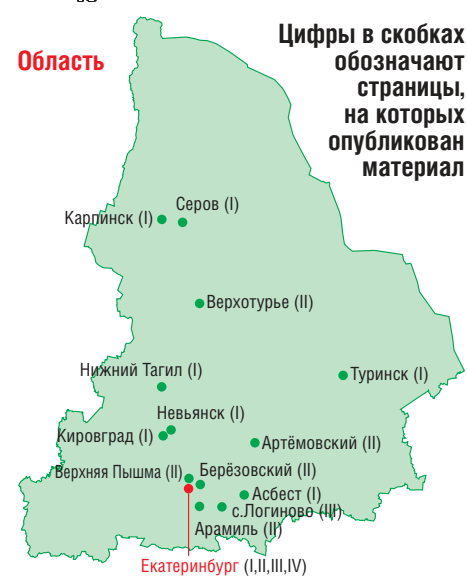 Область
Цифры в скобках
обозначают
страницы,
на которых
опубликован
материал
Серов (I)
Карпинск (I)
Верхотурье (II)
Нижний Тагил (I)
Туринск (I)
Невьянск (I)
Кировград (I)
Артёмовский (II)
Верхняя Пышма (II)
Берёзовский (II)
Асбест (I)
с.Логиново (III)
Арамиль (II)
Екатеринбург (I,II,III,IV)